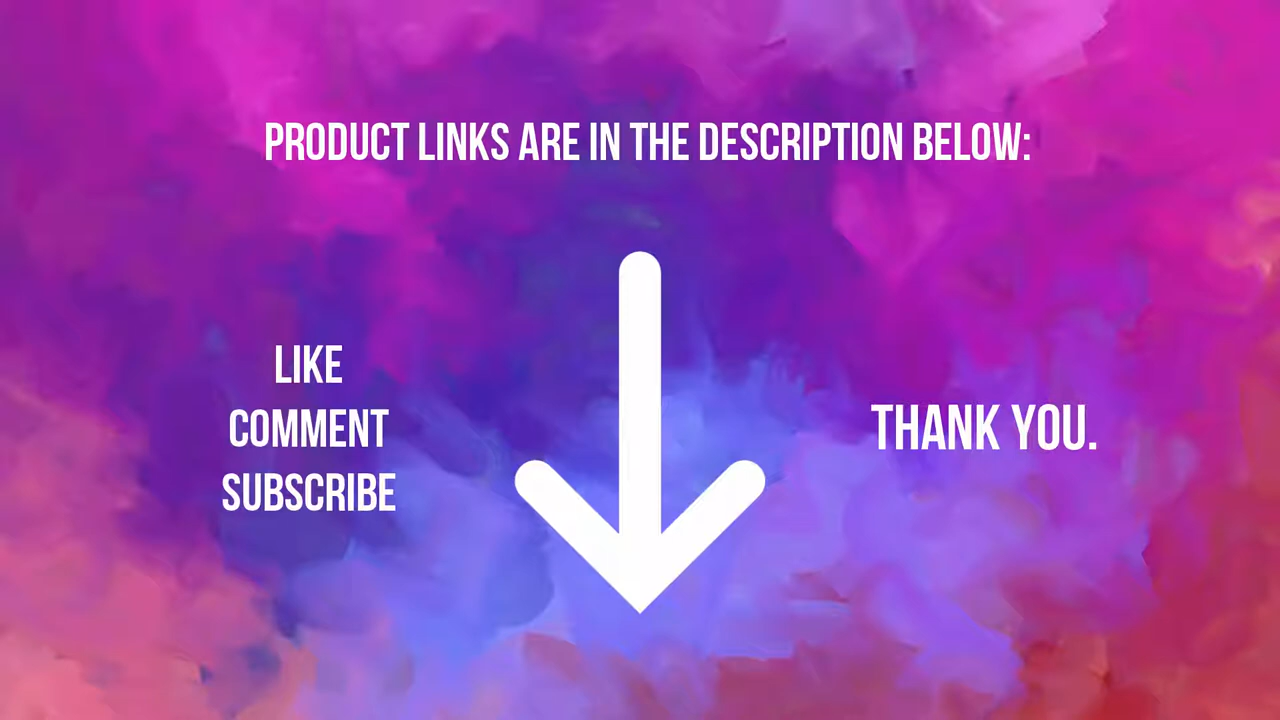 PRODUCT LINKS ARE IN THE DESCRIPTION BELOW:
LIKE
COMMENT
SUBSCRIBE
THANK YOU.